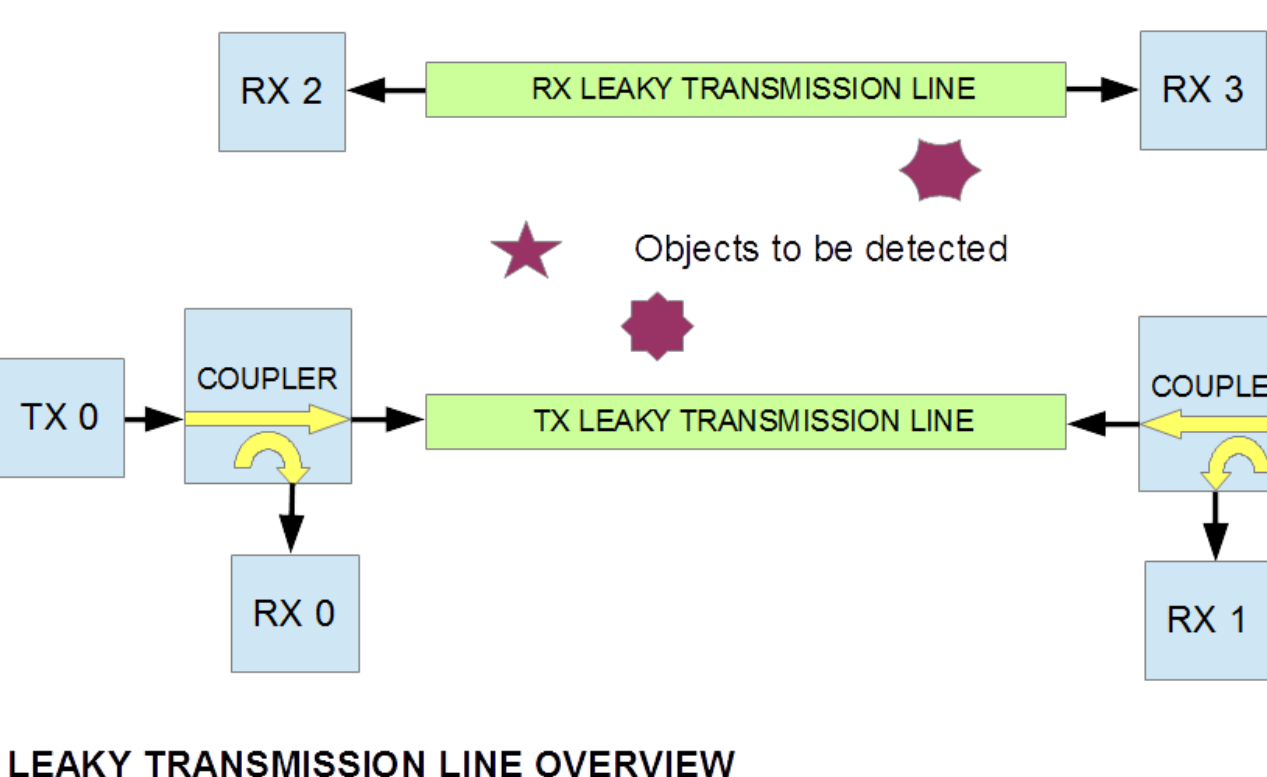 RX 2
RX LEAKY TRANSMISSION LINE
RX 3
Objects to be detected
COUPLER
COUPLE
TX 0
TX LEAKY TRANSMISSION LINE
RX 0
RX 1
LEAKY TRANSMISSION LINE OVERVIEW